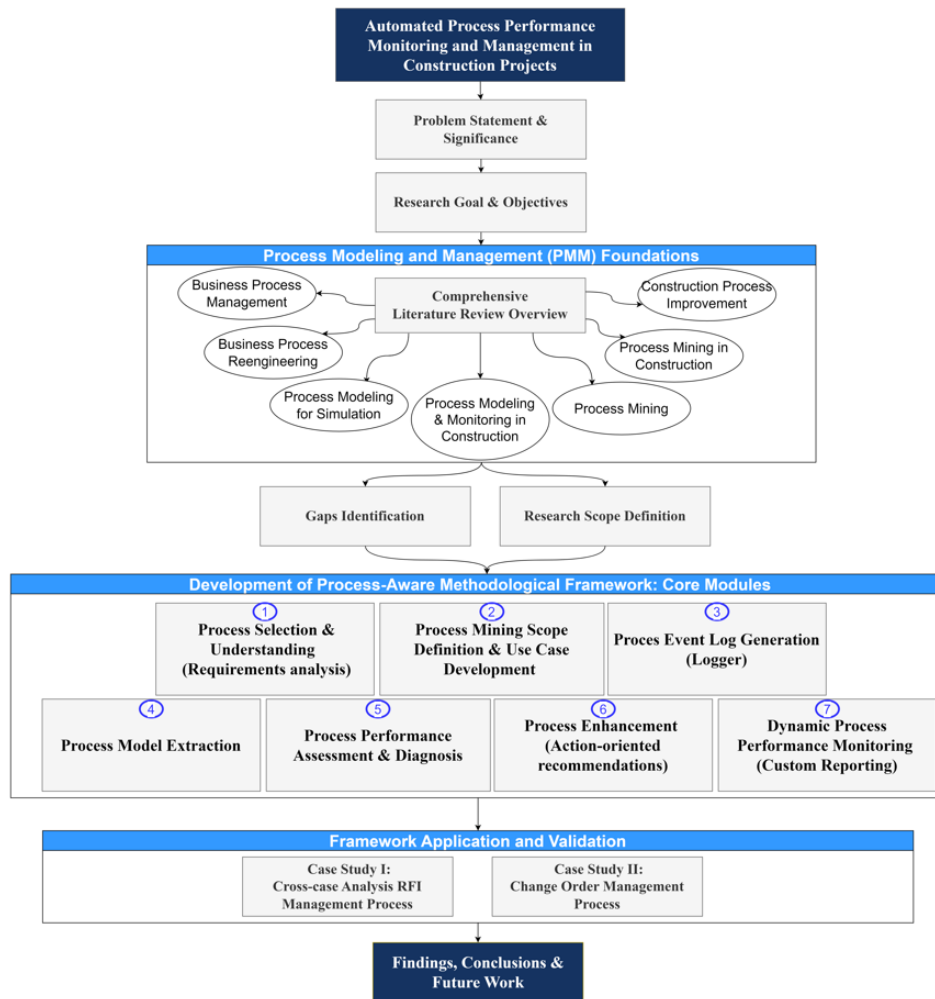 Automated Process Performance
Monitoring and Management in
Construction Projects
Problem Statement &
Significance
Research Goal & Objectives
Process Modeling and Management (PMM) Foundations
Business Process
Management
Comprehensive
Literature Review Overview
Construction Process
Improvement
Business Process
Reengineering
Process Mining in
Construction
Process Modeling
for Simulation
Process Modeling
& Monitoring in
Construction
Process Mining
Gaps Identification
Research Scope Definition
Development of Process-Aware Methodological Framework: Core Modules
1
Process Selection &
Understanding
(Requirements analysis)
2
Process Mining Scope
Definition & Use Case
Development
3
Proces Event Log Generation
(Logger)
4
Process Model Extraction
5
Process Performance
Assessment & Diagnosis
6
Process Enhancement
(Action-oriented
recommendations)
7
Dynamic Process
Performance Monitoring
(Custom Reporting)
Framework Application and Validation
Case Study I:
Cross-case Analysis RFI
Management Process
Case Study II:
Change Order Management
Process
Findings, Conclusions &
Future Work